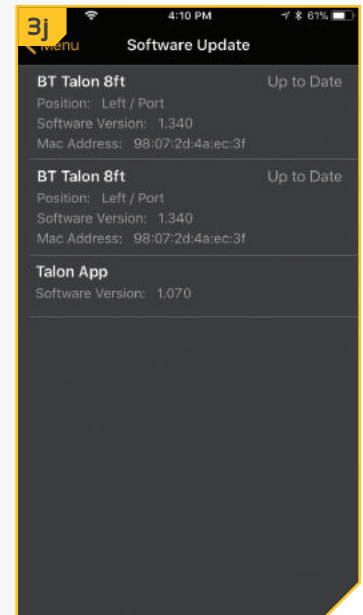 3j
4:10 PM
61%
Menu
Software Update
BT Talon 8ft Up to Date
Position: Left / Port
Software Version: 1.340
Mac Address: 98:07:2d:4a:ec:3f
BT Talon 8ft Up to Date
Position: Left / Port
Software Version: 1.340
Mac Address: 98:07:2d:4a:ec:3f
Talon App
Software Version: 1.070